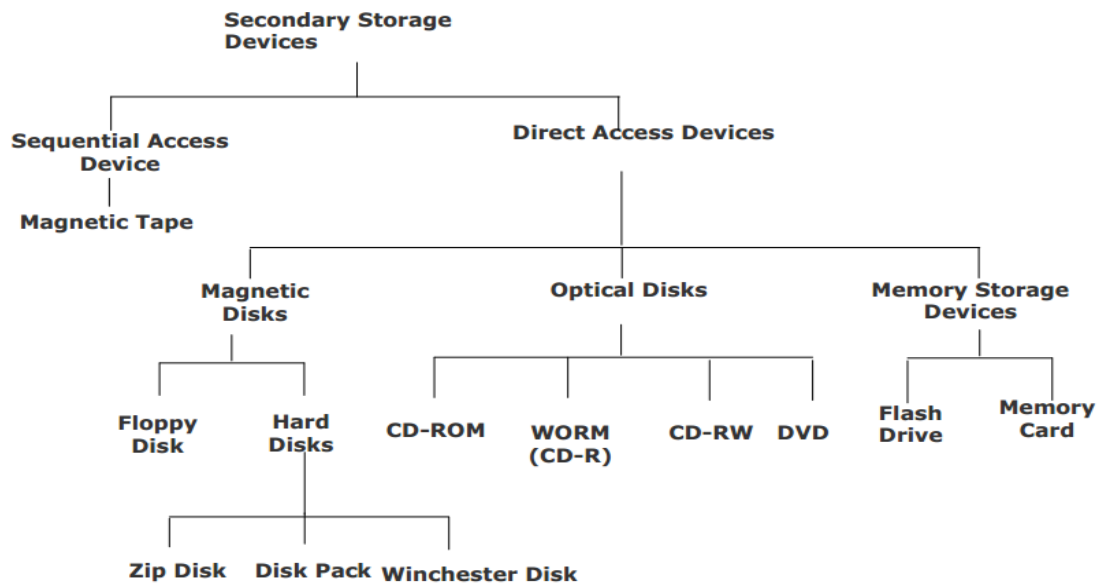 Secondary Storage
Devices
Sequential Access
Device
Direct Access Devices
Magnetic Tape
Magnetic
Disks
Optical Disks
Memory Storage
Devices
Floppy
Disk
Hard
Disks
CD-ROM
WORM
(CD-R)
CD-RW
DVD
Flash
Drive
Memory
Card
Zip Disk
Disk Pack
Winchester Disk